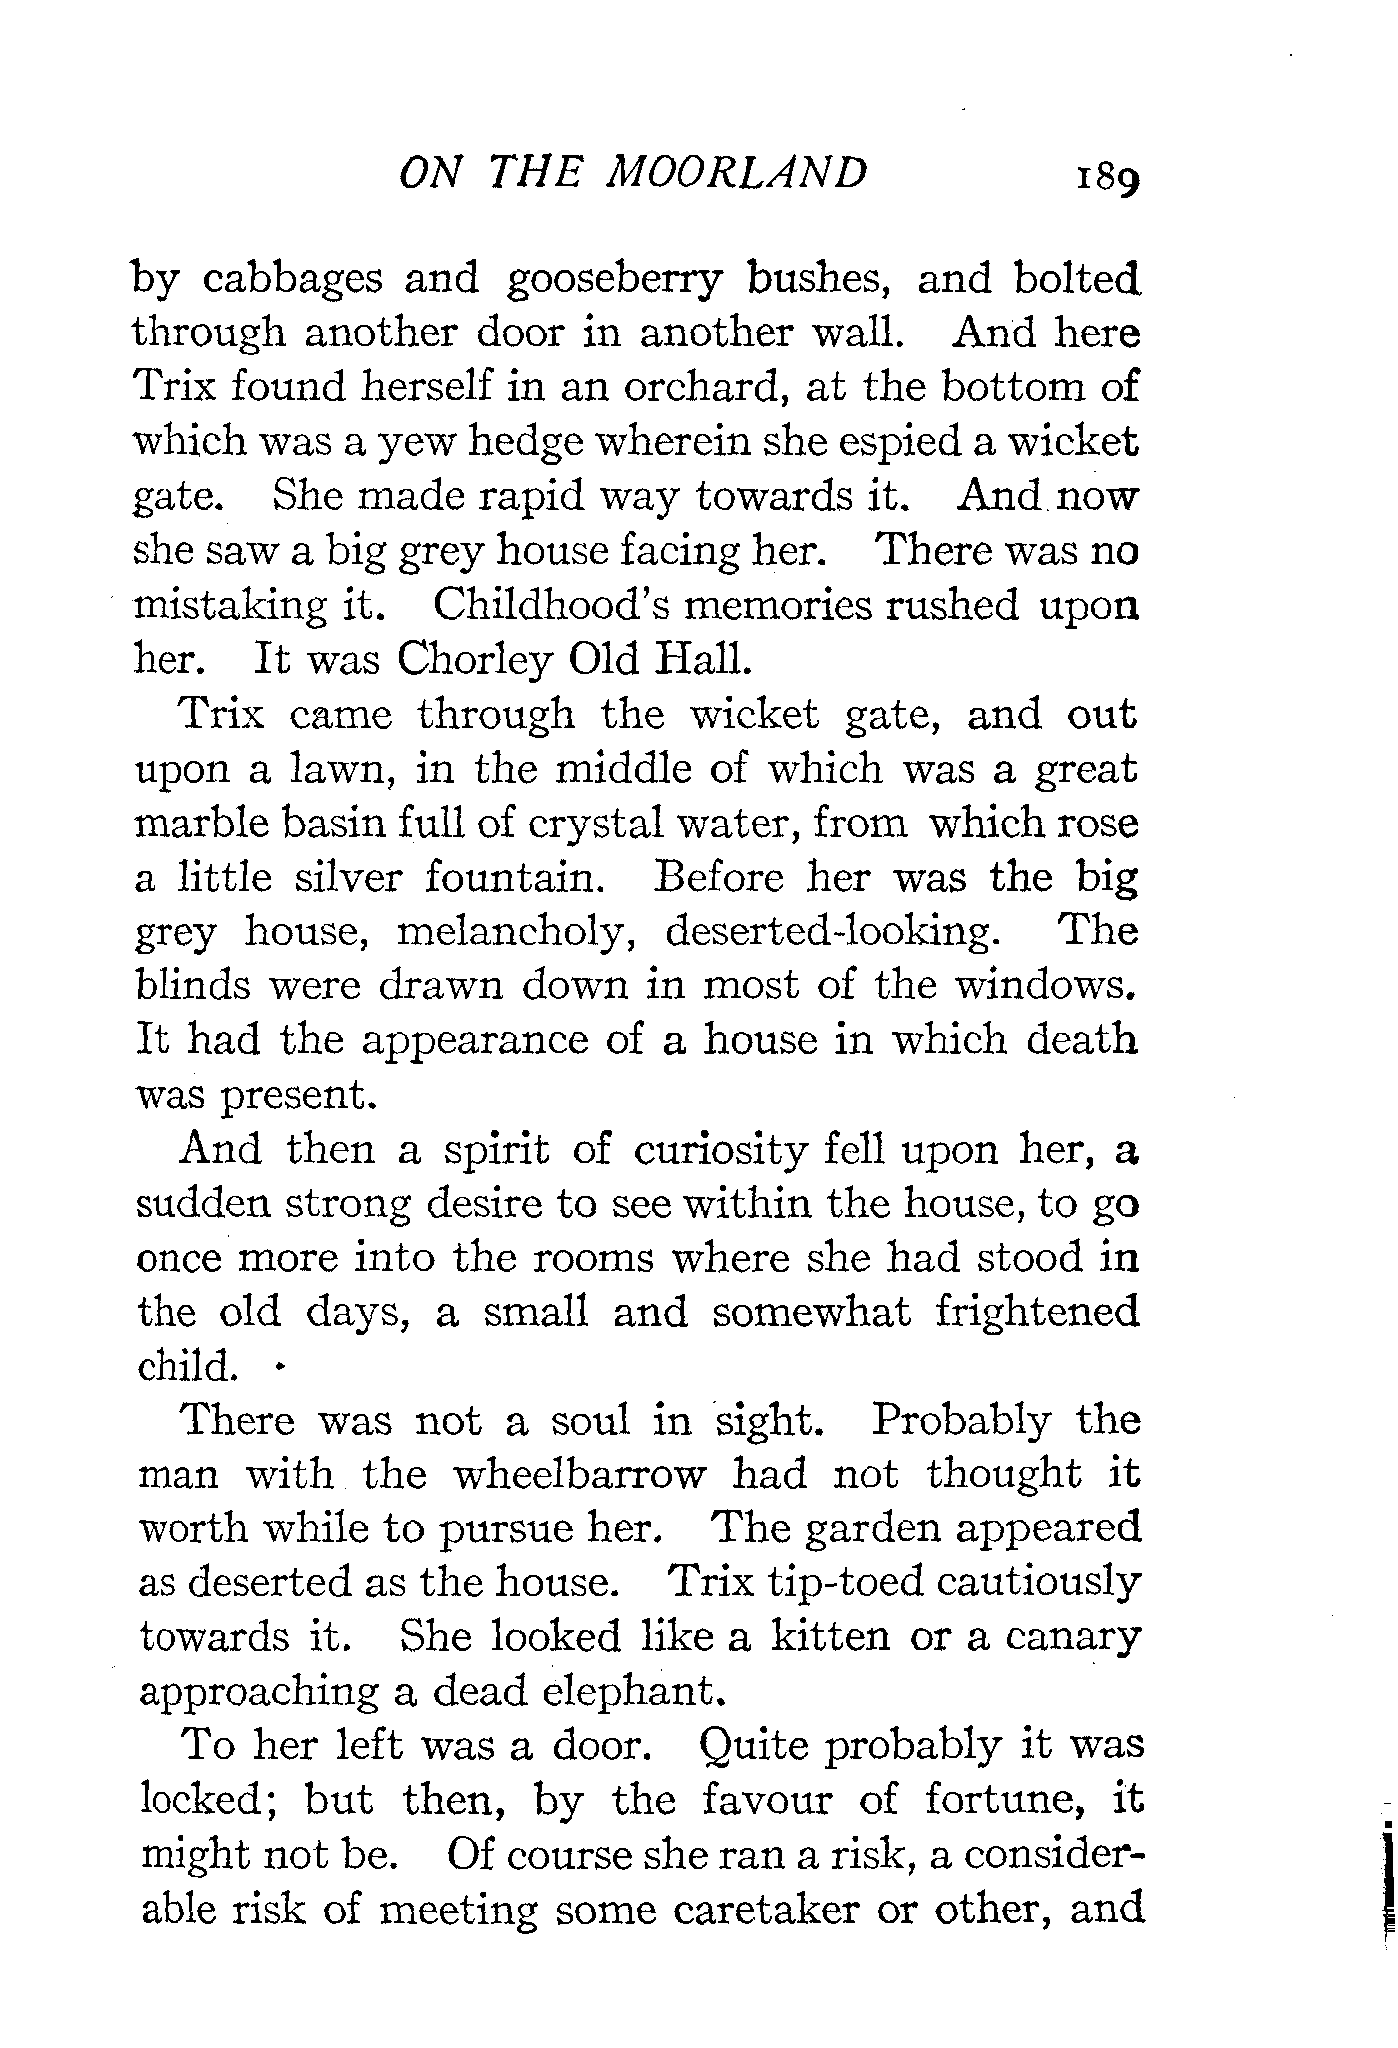 ON THE MOORLAND 189
by cabbages and gooseberry bushes, and bolted
through another door in another wall. And here
Trix found herself in an orchard, at the bottom of
which was a yew hedge wherein she espied a wicket
gate. She made rapid way towards it. And now
she saw a big grey house facing her. There was no
mistaking it. Childhood's memories rushed upon
her. It was Chorley Old Hall.
Trix came through the wicket gate, and out
upon a lawn, in the middle of which was a great
marble basin full of crystal water, from which rose
a little silver fountain. Before her was the big
grey house, melancholy, deserted-looking. The
blinds were drawn down in most of the windows.
It had the appearance of a house in which death
was present.
And then a spirit of curiosity fell upon her, a
sudden strong desire to see within the house, to go
once more into the rooms where she had stood in
the old days, a small and somewhat frightened
child.
There was not a soul in sight. Probably the
man with the wheelbarrow had not thought it
worth while to pursue her. The garden appeared
as deserted as the house. Trix tip-toed cautiously
towards it. She looked like a kitten or a canary
approaching a dead elephant.
To her left was a door. Quite probably it was
locked; but then, by the favour of fortune, it
might not be. Of course she ran a risk, a consider-
able risk of meeting some caretaker or other, and